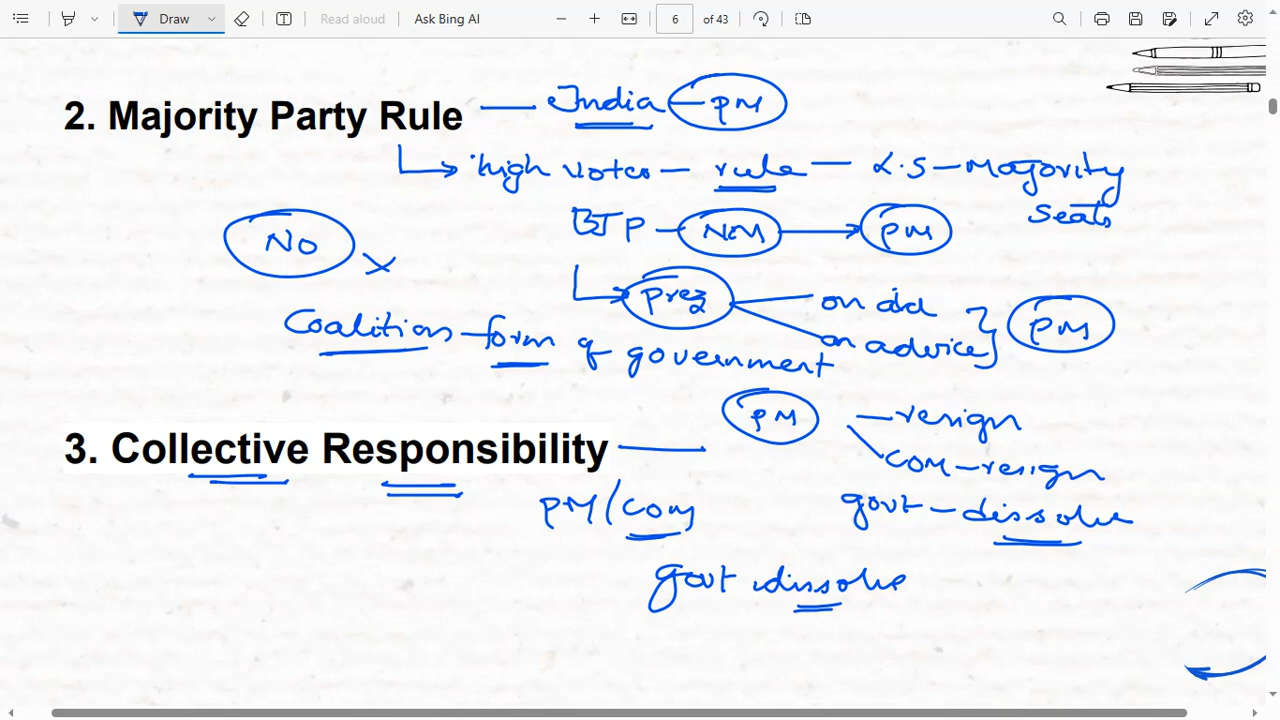 Draw
Read aloud
Ask Bing AI
6 of 43
2. Majority Party Rule — India — PM
high votes — rule — L.S — Majority
seats
BJP — NM → PM
No ×
Prez
on aid
on advice } PM
Coalition — form of government
PM — resign
3. Collective Responsibility —
COM — resign
PM/COM
govt — dissolve
govt dissolve